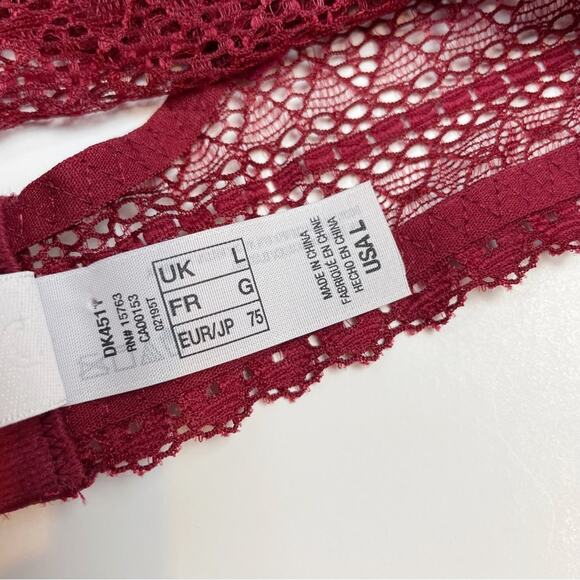 USA L
MADE IN CHINA
FABRIQUÉ EN CHINE
HECHO EN CHINA
UK L
FR G
EUR/JP 75
DK4511Y
RN# 15763
CA00153
02195T